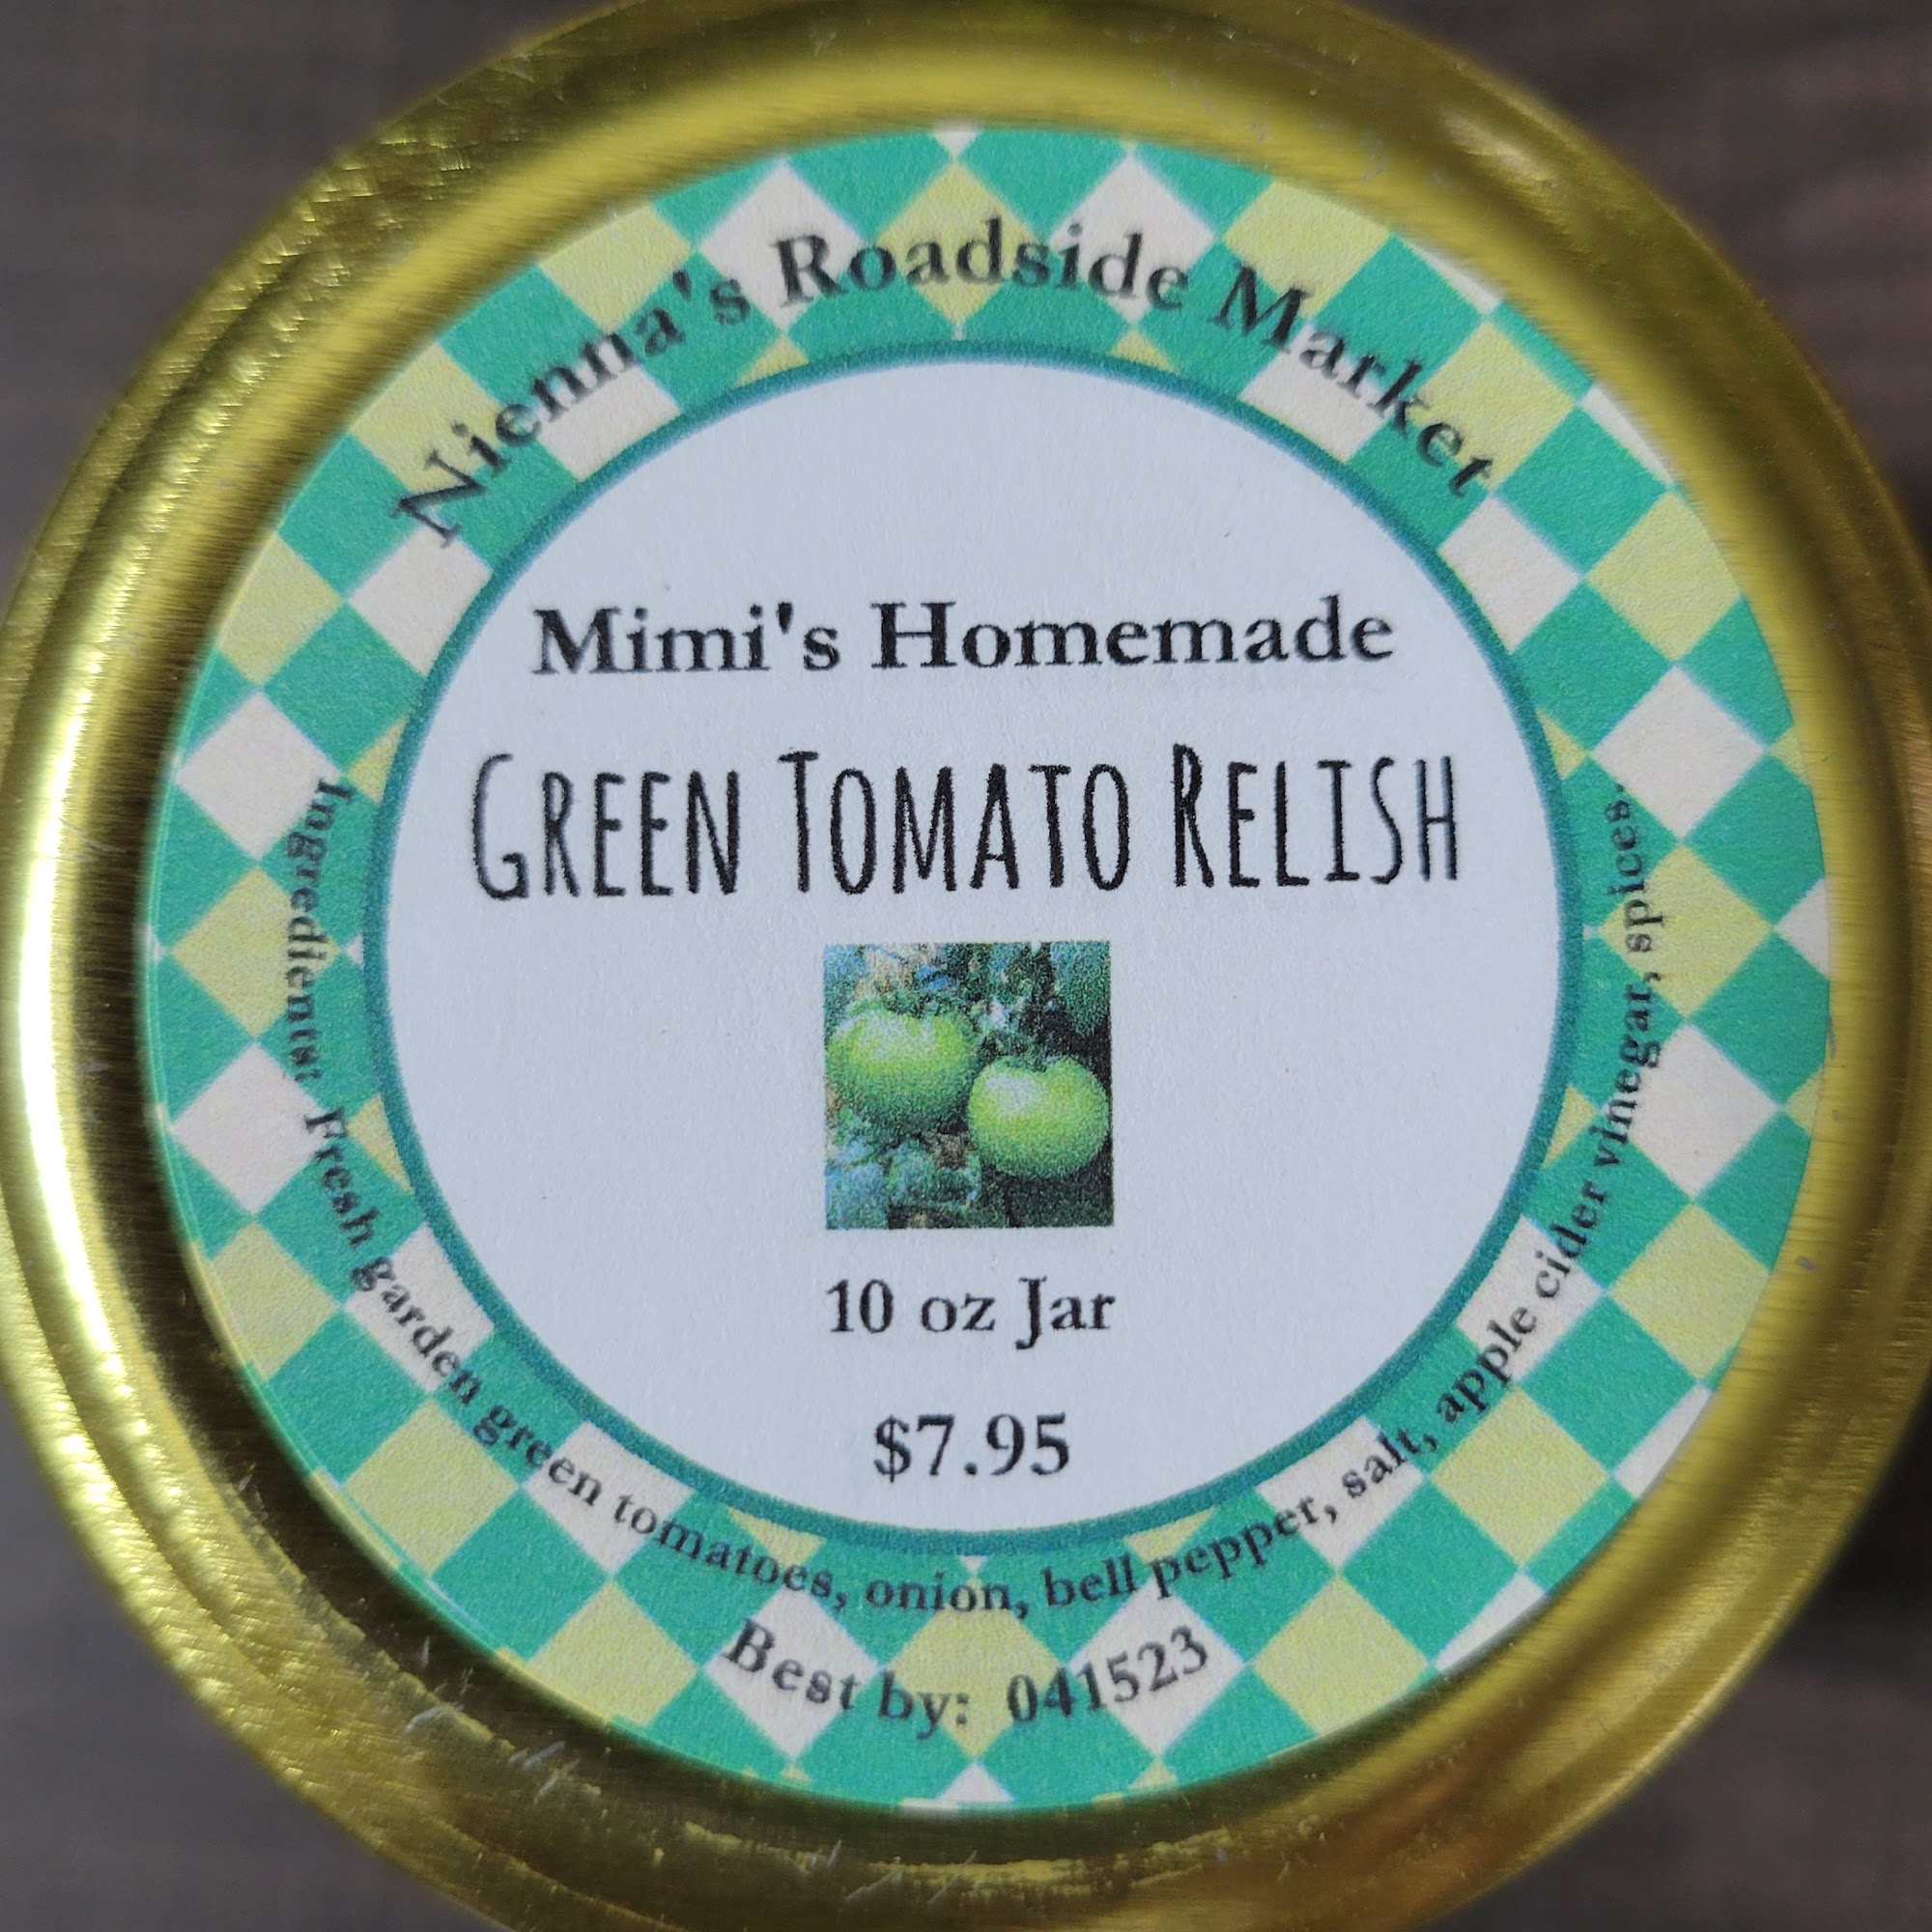 Nienna's Roadside Market
Mimi's Homemade
GREEN TOMATO RELISH
10 oz Jar
$7.95
Ingredients: Fresh garden green tomatoes, onion, bell pepper, salt, apple cider vinegar, spices.
Best by: 041523